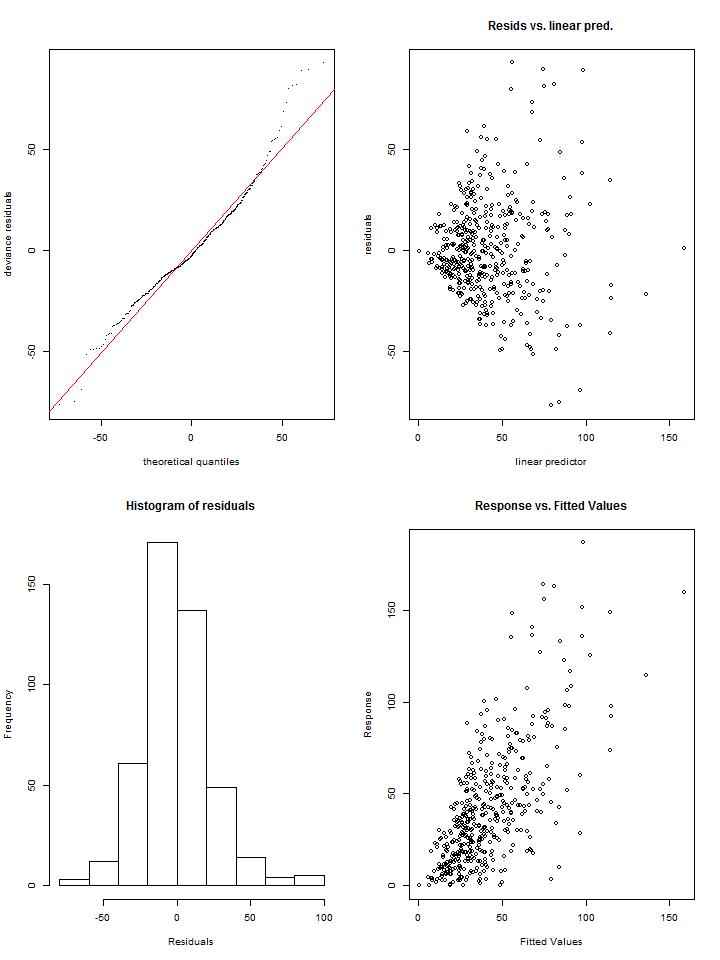 deviance residuals
-50 0 50
-50 0 50
theoretical quantiles
Resids vs. linear pred.
residuals
-50 0 50
0 50 100 150
linear predictor
Histogram of residuals
Frequency
0 50 100 150
-50 0 50 100
Residuals
Response vs. Fitted Values
Response
0 50 100 150
0 50 100 150
Fitted Values